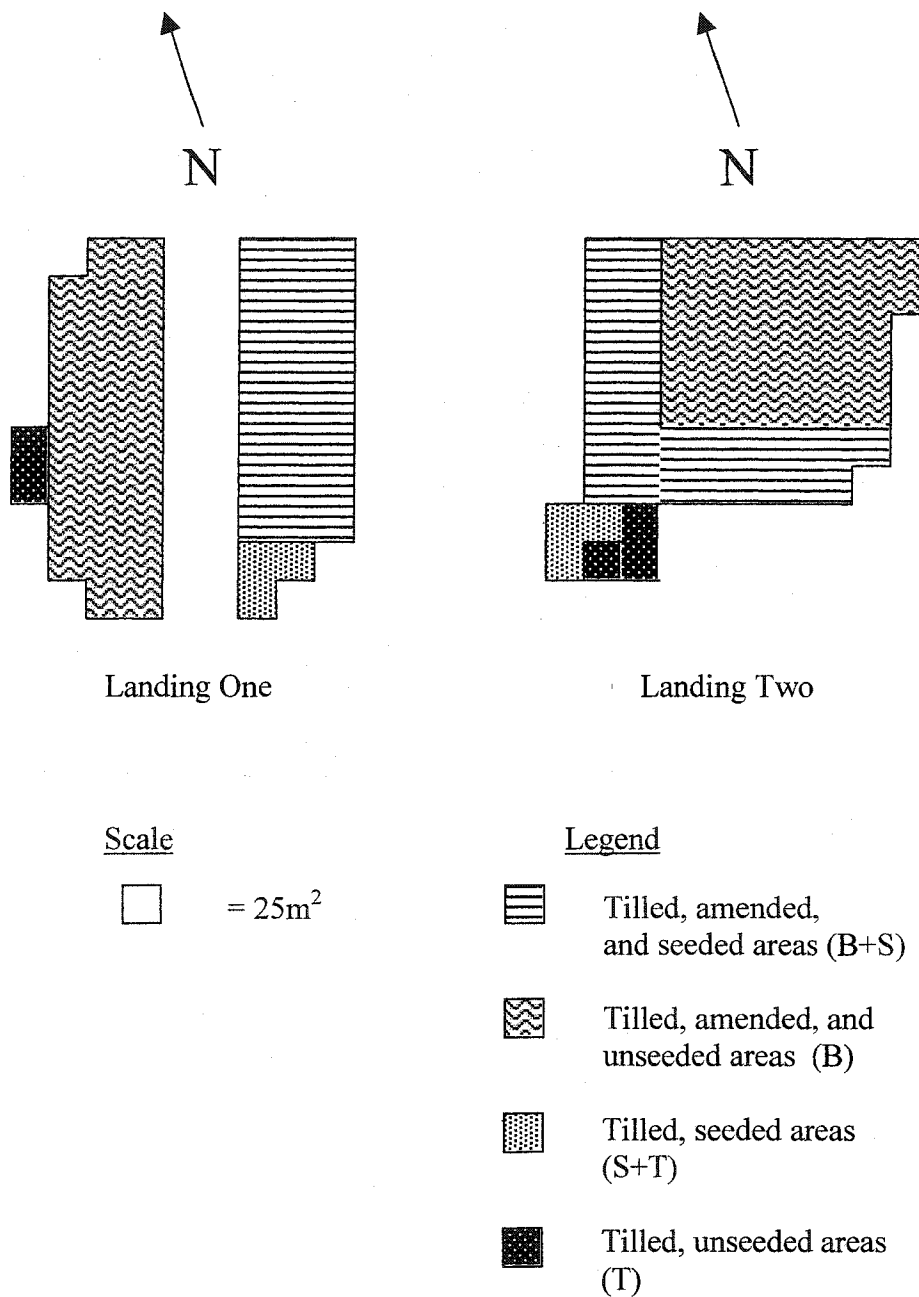 N
N
Landing One
Landing Two
Scale
= 25m²
Legend
Tilled, amended,
and seeded areas (B+S)
Tilled, amended, and
unseeded areas (B)
Tilled, seeded areas
(S+T)
Tilled, unseeded areas
(T)